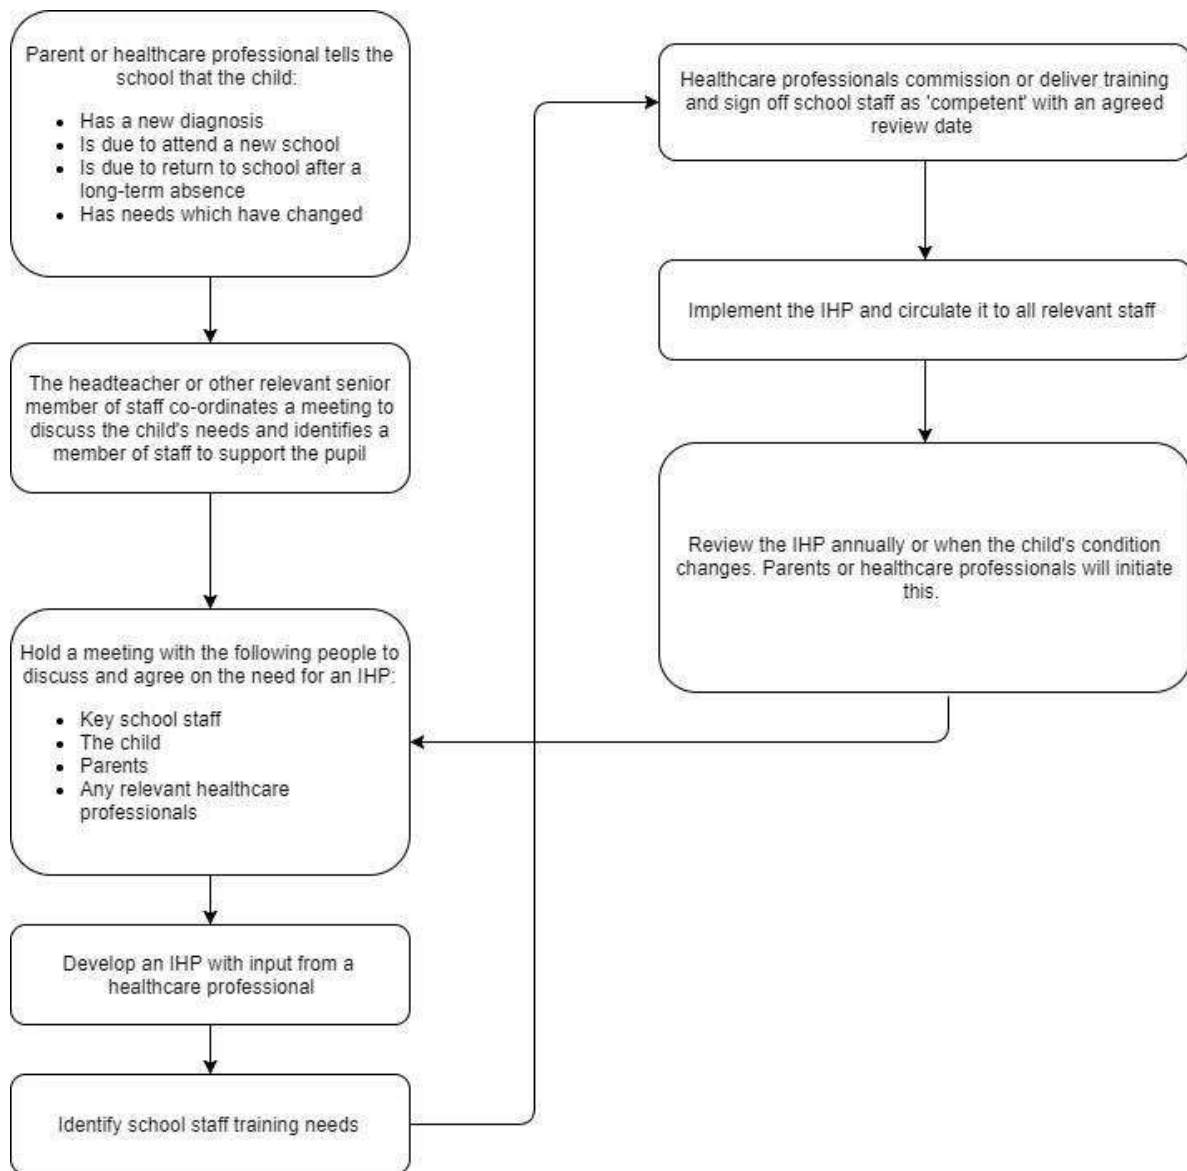 Parent or healthcare professional tells the
school that the child:
• Has a new diagnosis
• Is due to attend a new school
• Is due to return to school after a
long-term absence
• Has needs which have changed
The headteacher or other relevant senior
member of staff co-ordinates a meeting to
discuss the child's needs and identifies a
member of staff to support the pupil
Hold a meeting with the following people to
discuss and agree on the need for an IHP:
• Key school staff
• The child
• Parents
• Any relevant healthcare
professionals
Develop an IHP with input from a
healthcare professional
Identify school staff training needs
Healthcare professionals commission or deliver training
and sign off school staff as 'competent' with an agreed
review date
Implement the IHP and circulate it to all relevant staff
Review the IHP annually or when the child's condition
changes. Parents or healthcare professionals will initiate
this.